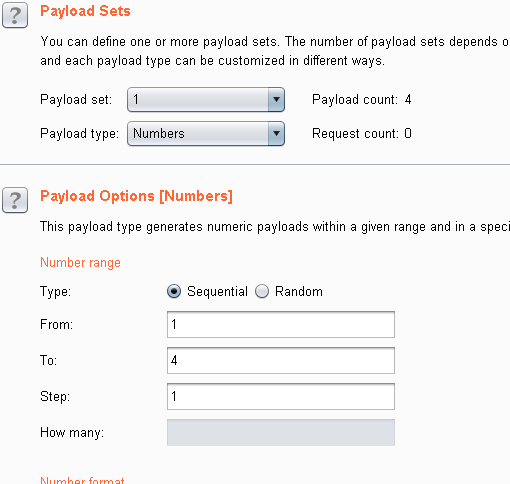 Payload Sets
You can define one or more payload sets. The number of payload sets depends o
and each payload type can be customized in different ways.
Payload set: 1 Payload count: 4
Payload type: Numbers Request count: 0
Payload Options [Numbers]
This payload type generates numeric payloads within a given range and in a speci
Number range
Type: Sequential Random
From: 1
To: 4
Step: 1
How many:
Number format